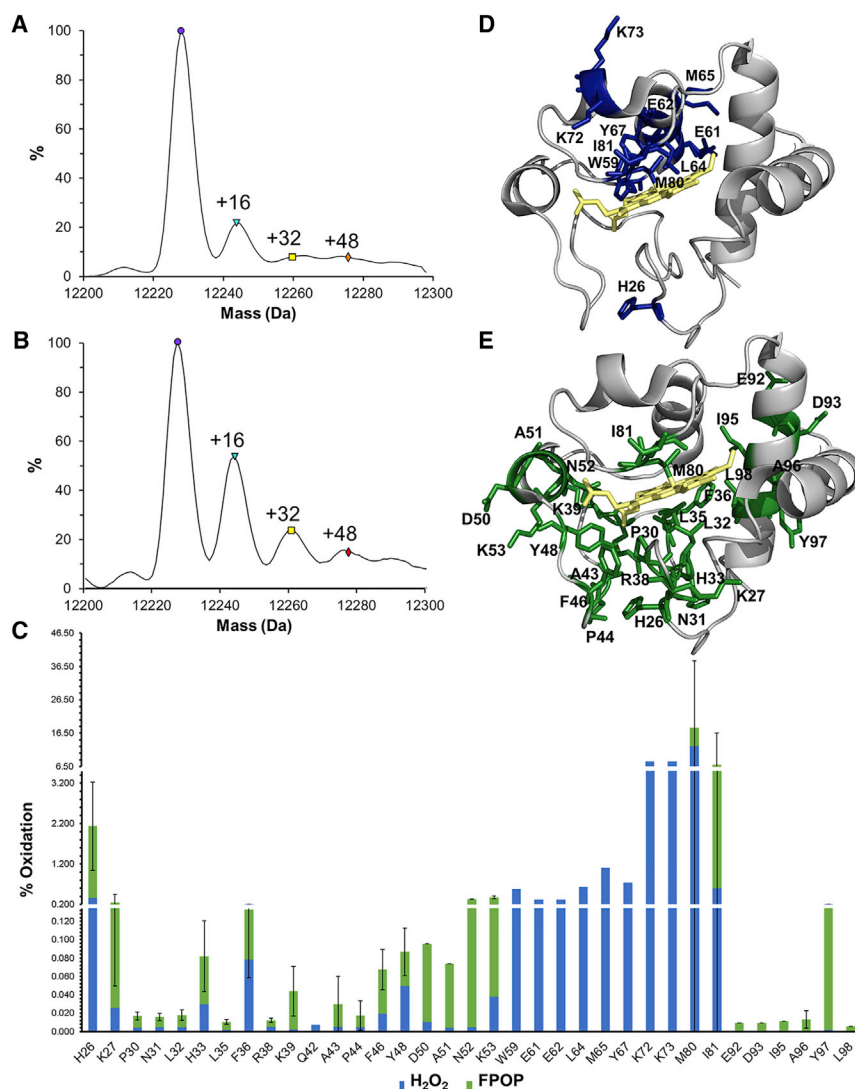 A
100
80
60
40
20
0
%
+16
+32
+48
12200
12220
12240
12260
12280
12300
Mass (Da)
B
100
80
60
40
20
0
%
+16
+32
+48
12200
12220
12240
12260
12280
12300
Mass (Da)
D
K73
M65
E62
K72
Y67
E61
I81
W59
L64
M80
H26
E
E92
D93
I95
I81
A51
A96
N52
M80
L98
F36
K39
L35
D50
P30
L32
Y97
K53
Y48
A43
R38
H33
K27
F46
H26
N31
P44
C
46.50
36.50
26.50
16.50
6.50
3.200
2.200
1.200
0.200
0.120
0.100
0.080
0.060
0.040
0.020
0.000
% Oxidation
H26
K27
P30
N31
L32
H33
L35
F36
R38
K39
Q42
A43
P44
F46
Y48
D50
A51
N52
K53
W59
E61
E62
L64
M65
Y67
K72
K73
M80
I81
E92
D93
I95
A96
Y97
L98
H₂O₂
FPOP